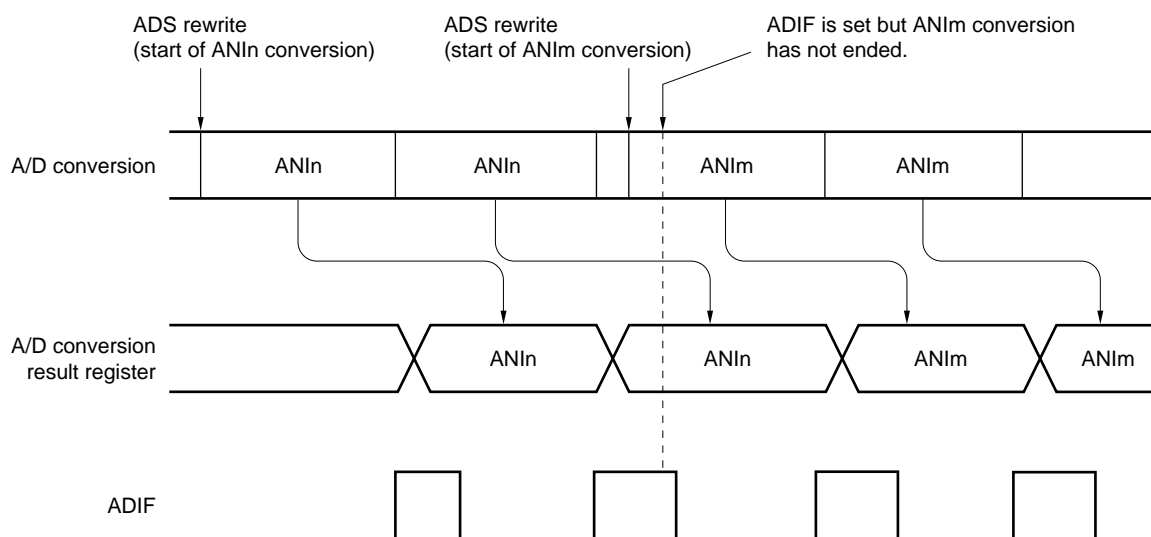 ADS rewrite
(start of ANIn conversion)
ADS rewrite
(start of ANIm conversion)
ADIF is set but ANIm conversion
has not ended.
A/D conversion
ANIn
ANIn
ANIm
ANIm
A/D conversion
result register
ANIn
ANIn
ANIm
ANIm
ADIF